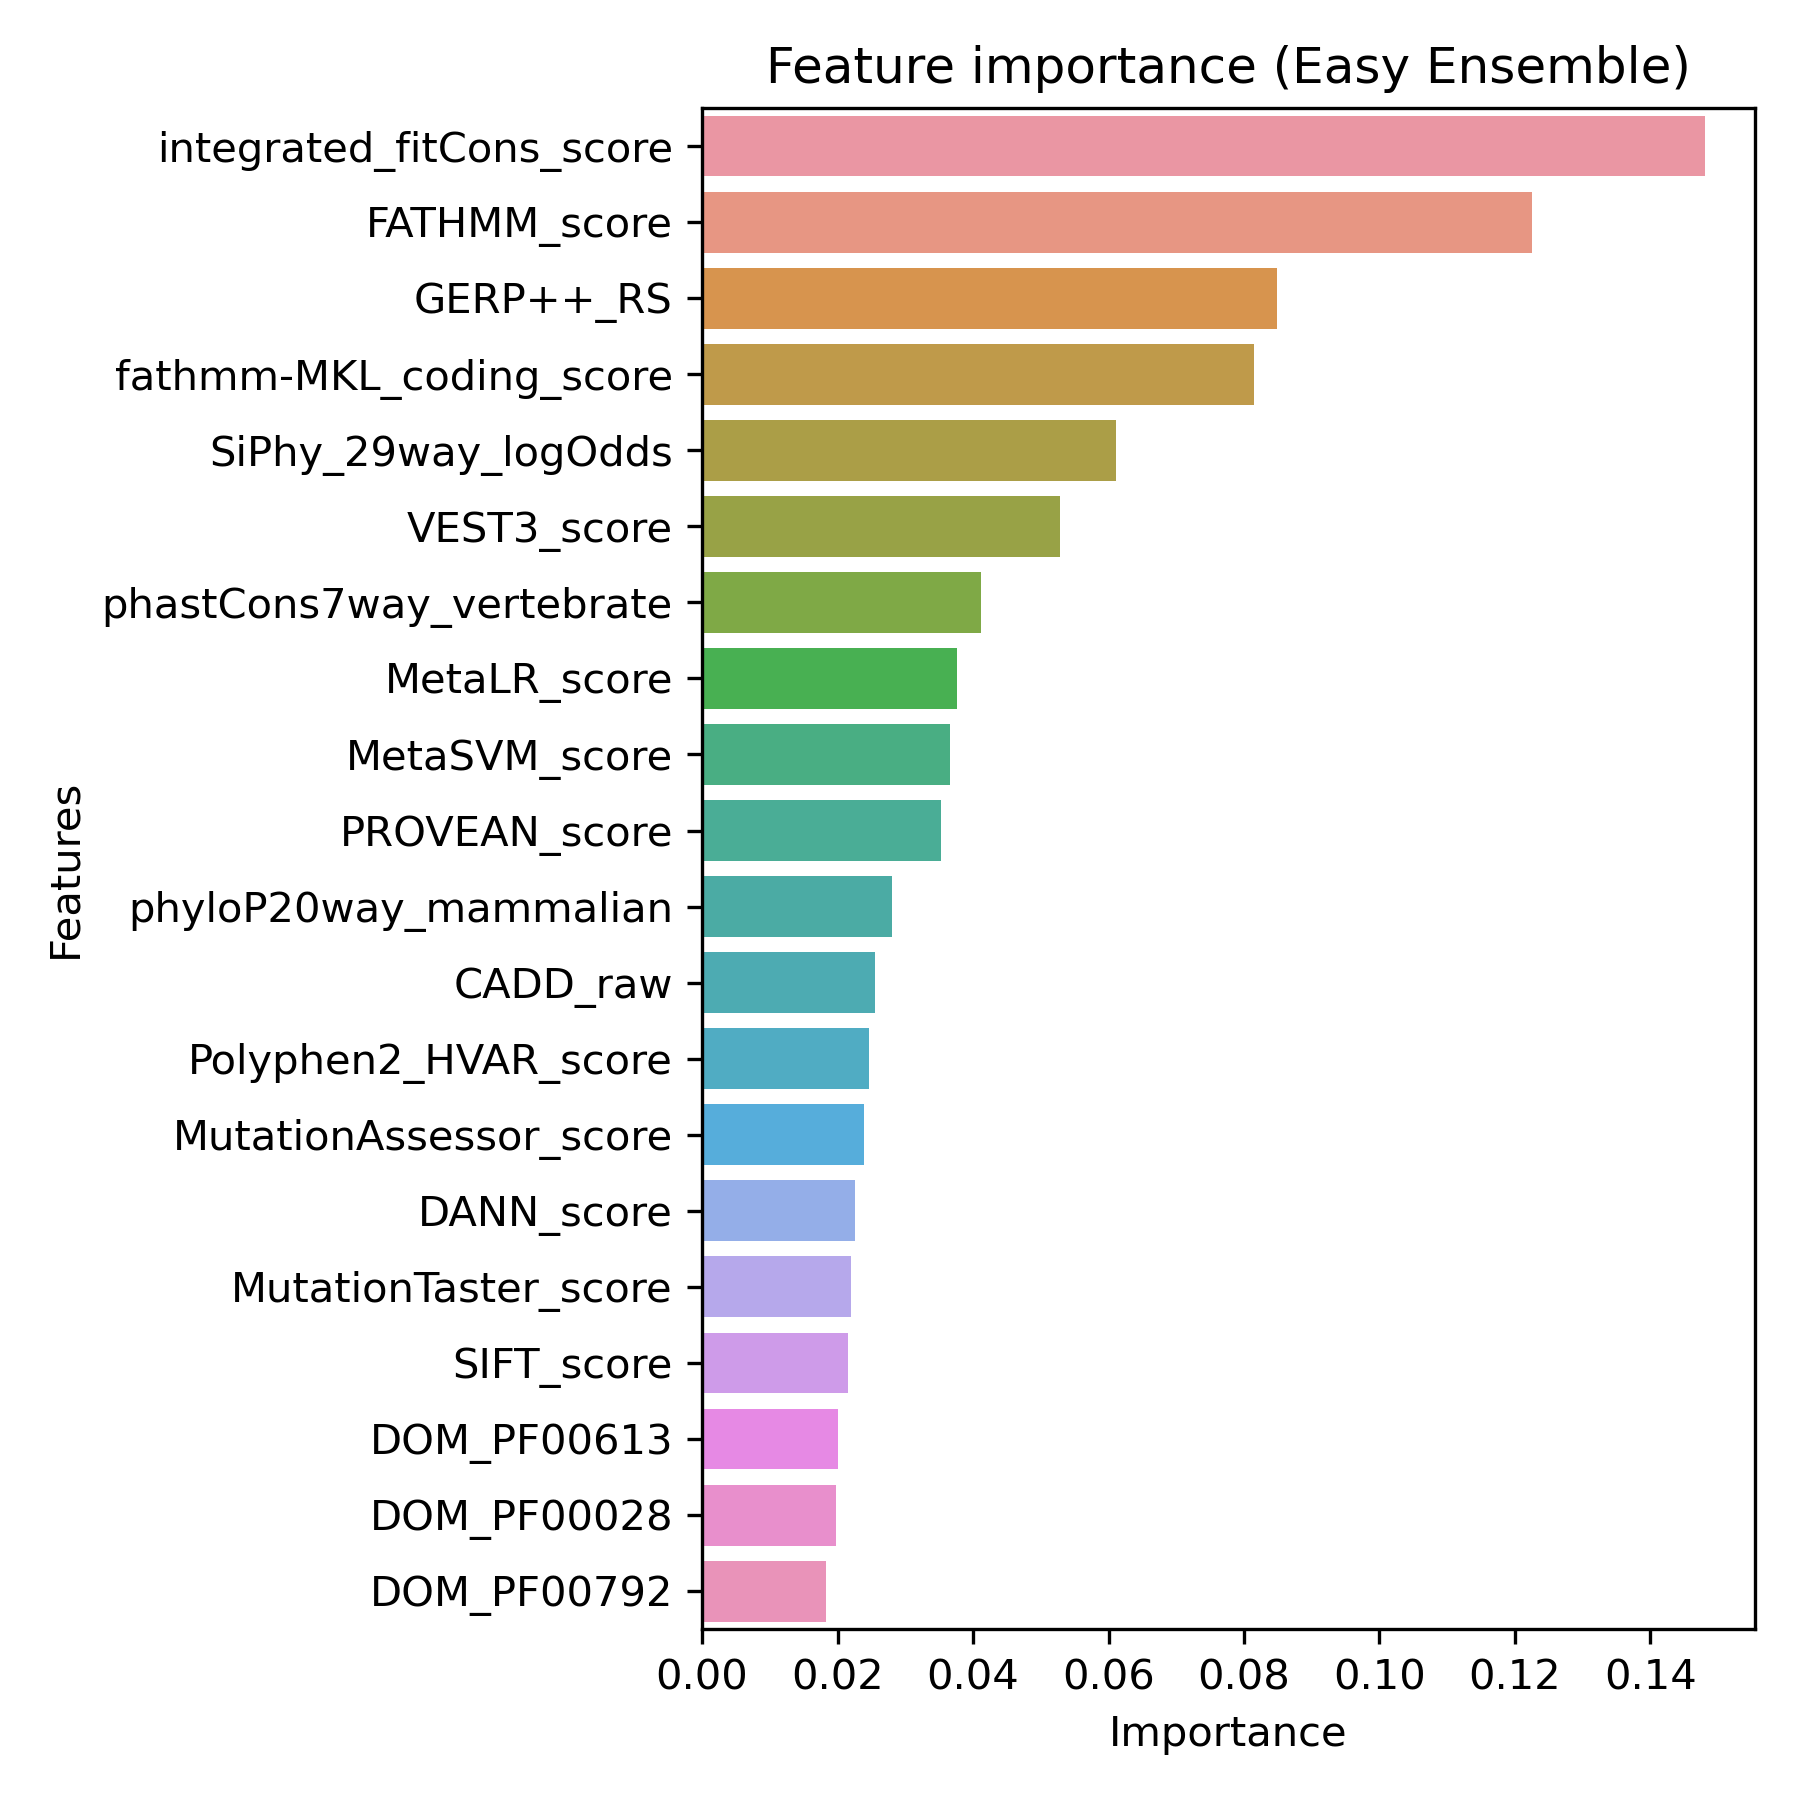 Feature importance (Easy Ensemble)
integrated_fitCons_score
FATHMM_score
GERP++_RS
fathmm-MKL_coding_score
SiPhy_29way_logOdds
VEST3_score
phastCons7way_vertebrate
MetaLR_score
MetaSVM_score
PROVEAN_score
phyloP20way_mammalian
CADD_raw
Polyphen2_HVAR_score
MutationAssessor_score
DANN_score
MutationTaster_score
SIFT_score
DOM_PF00613
DOM_PF00028
DOM_PF00792
Features
0.00 0.02 0.04 0.06 0.08 0.10 0.12 0.14
Importance